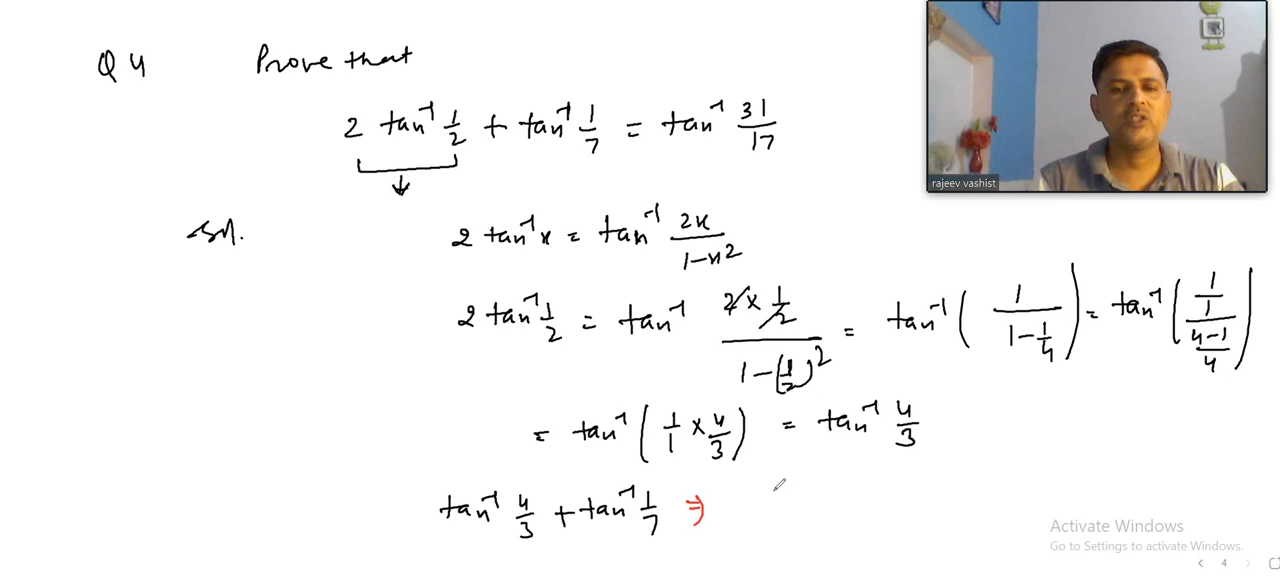 Q 4 Prove that
2 tan⁻¹ 1/2 + tan⁻¹ 1/7 = tan⁻¹ 31/17
rajeev vashist
Sol. 2 tan⁻¹x = tan⁻¹ 2x/(1-x²)
2 tan⁻¹ 1/2 = tan⁻¹ (2 × 1/2)/(1-(1/2)²) = tan⁻¹(1/(1-1/4)) = tan⁻¹((1/1)/((4-1)/4))
= tan⁻¹(1/1 × 4/3) = tan⁻¹ 4/3
tan⁻¹ 4/3 + tan⁻¹ 1/7 ⇒
Activate Windows
Go to Settings to activate Windows.
< 4 >